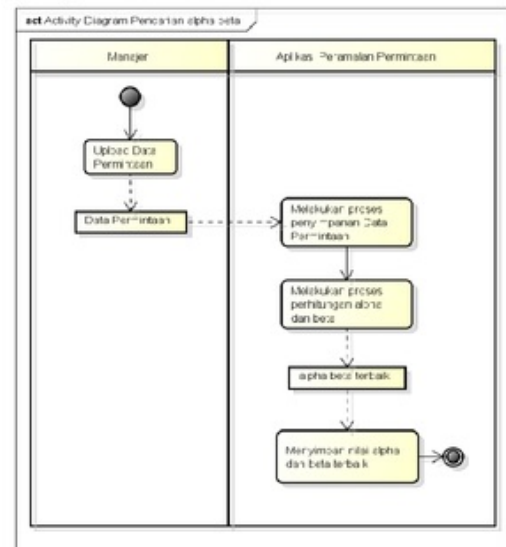 act Activity Diagram Pencarian alpha beta
Manajer
Aplikasi Peramalan Permintaan
Upload Data
Permintaan
Data Permintaan
Melakukan proses
penyimpanan Data
Permintaan
Melakukan proses
perhitungan alpha
dan beta
alpha beta terbaik
Menyimpan nilai alpha
dan beta terbaik